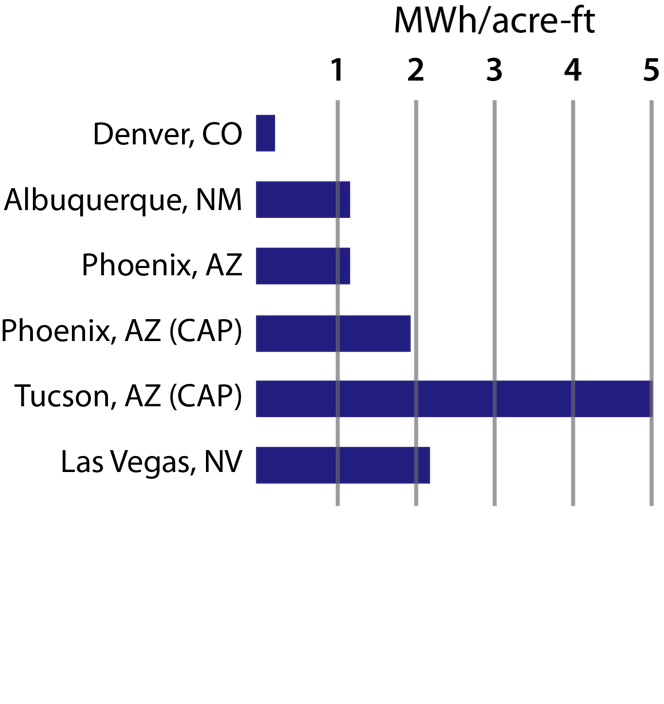 MWh/acre-ft
1 2 3 4 5
Denver, CO
Albuquerque, NM
Phoenix, AZ
Phoenix, AZ (CAP)
Tucson, AZ (CAP)
Las Vegas, NV